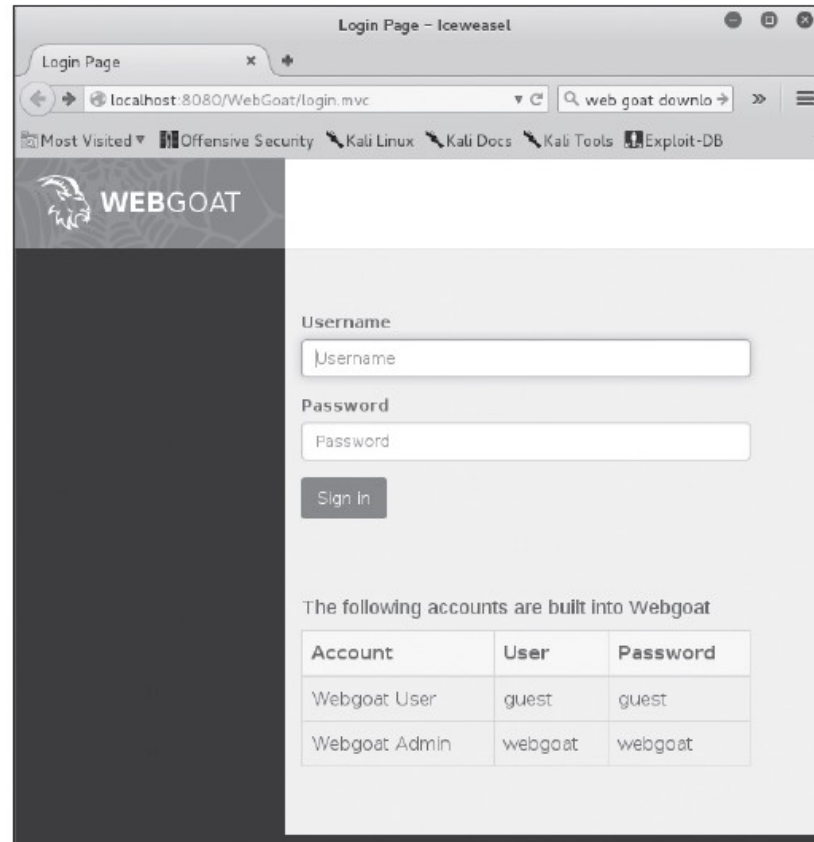 Login Page – Iceweasel
Login Page
localhost:8080/WebGoat/login.mvc
web goat downlo
Most Visited
Offensive Security
Kali Linux
Kali Docs
Kali Tools
Exploit-DB
WEBGOAT
Username
Username
Password
Password
Sign in
The following accounts are built into Webgoat
Account User Password
Webgoat User guest guest
Webgoat Admin webgoat webgoat